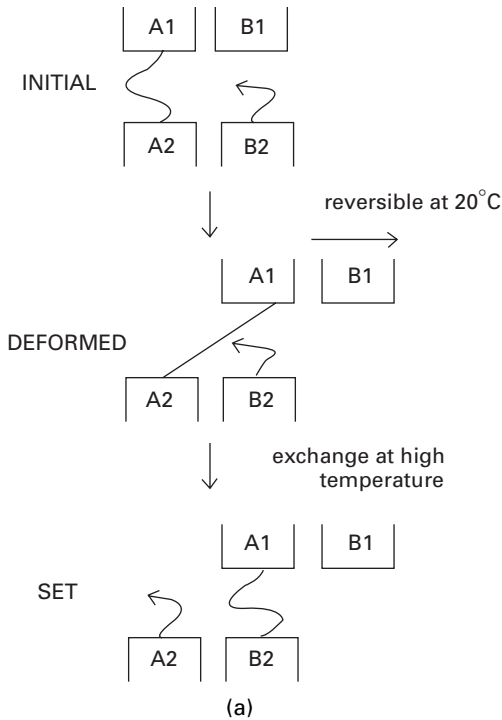 A1 B1
INITIAL
A2 B2
reversible at 20°C
A1 B1
DEFORMED
A2 B2
exchange at high
temperature
A1 B1
SET
A2 B2
(a)